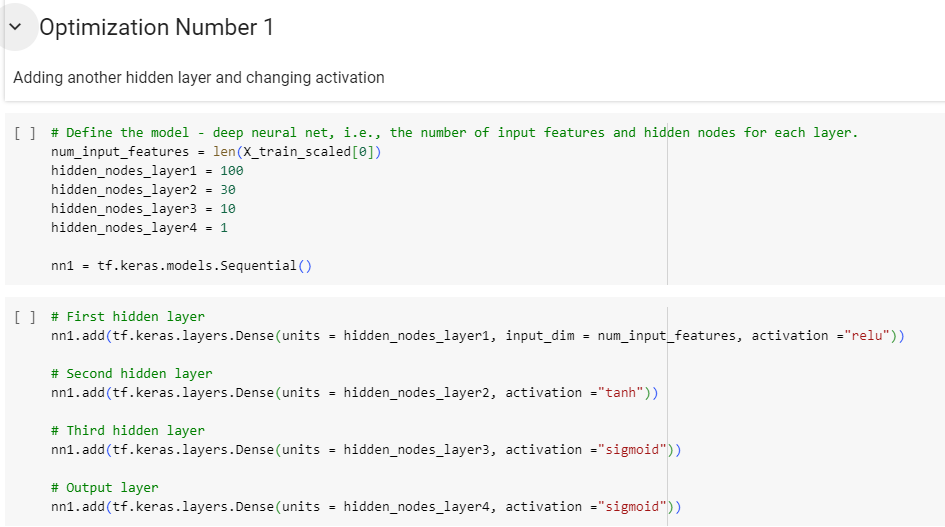 Optimization Number 1
Adding another hidden layer and changing activation
[ ] # Define the model - deep neural net, i.e., the number of input features and hidden nodes for each layer.
num_input_features = len(X_train_scaled[0])
hidden_nodes_layer1 = 100
hidden_nodes_layer2 = 30
hidden_nodes_layer3 = 10
hidden_nodes_layer4 = 1
nn1 = tf.keras.models.Sequential()
[ ] # First hidden layer
nn1.add(tf.keras.layers.Dense(units = hidden_nodes_layer1, input_dim = num_input_features, activation ="relu"))
# Second hidden layer
nn1.add(tf.keras.layers.Dense(units = hidden_nodes_layer2, activation ="tanh"))
# Third hidden layer
nn1.add(tf.keras.layers.Dense(units = hidden_nodes_layer3, activation ="sigmoid"))
# Output layer
nn1.add(tf.keras.layers.Dense(units = hidden_nodes_layer4, activation ="sigmoid"))